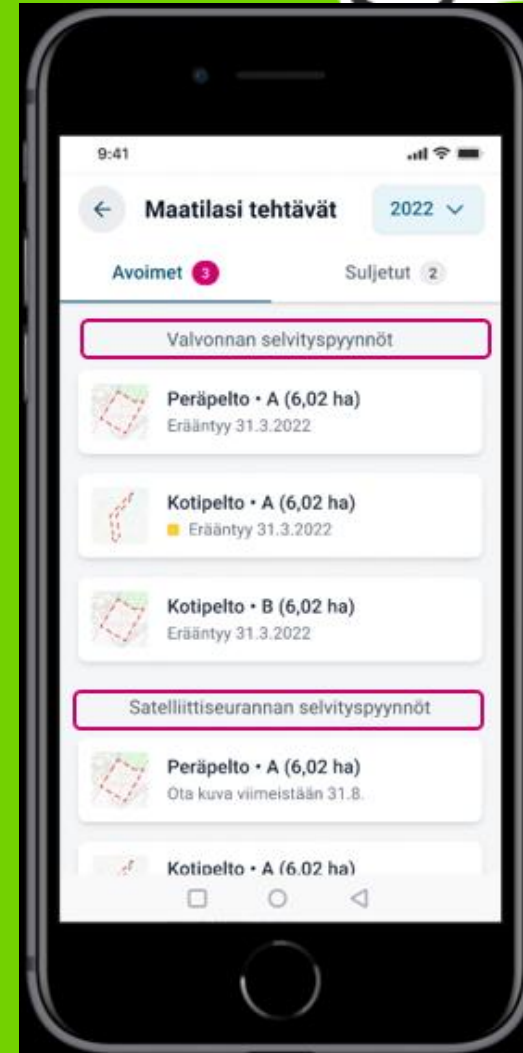 9:41
Maatilasi tehtävät
2022
Avoimet 3
Suljetut 2
Valvonnan selvityspyynnöt
Peräpelto • A (6,02 ha)
Erääntyy 31.3.2022
Kotipelto • A (6,02 ha)
Erääntyy 31.3.2022
Kotipelto • B (6,02 ha)
Erääntyy 31.3.2022
Satelliittiseurannan selvityspyynnöt
Peräpelto • A (6,02 ha)
Ota kuva viimeistään 31.8.
Kotipelto • A (6,02 ha)